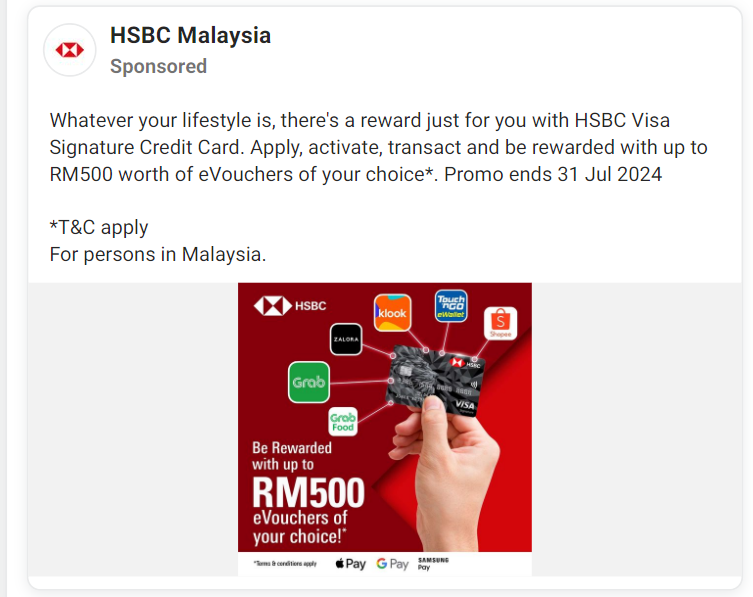 HSBC Malaysia
Sponsored
Whatever your lifestyle is, there's a reward just for you with HSBC Visa
Signature Credit Card. Apply, activate, transact and be rewarded with up to
RM500 worth of eVouchers of your choice*. Promo ends 31 Jul 2024
*T&C apply
For persons in Malaysia.
HSBC
klook
Touch
'nGO
eWallet
Shopee
ZALORA
Grab
Grab
Food
HSBC
VISA
Be Rewarded
with up to
RM500
eVouchers of
your choice!*
*Terms & conditions apply
Pay
G Pay
SAMSUNG
Pay